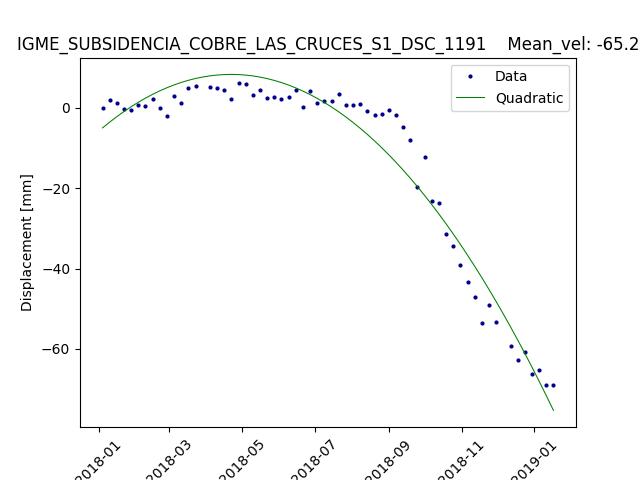 IGME_SUBSIDENCIA_COBRE_LAS_CRUCES_S1_DSC_1191 Mean_vel: -65.2
Data
Quadratic
Displacement [mm]
0
−20
−40
−60
2018-01
2018-03
2018-05
2018-07
2018-09
2018-11
2019-01